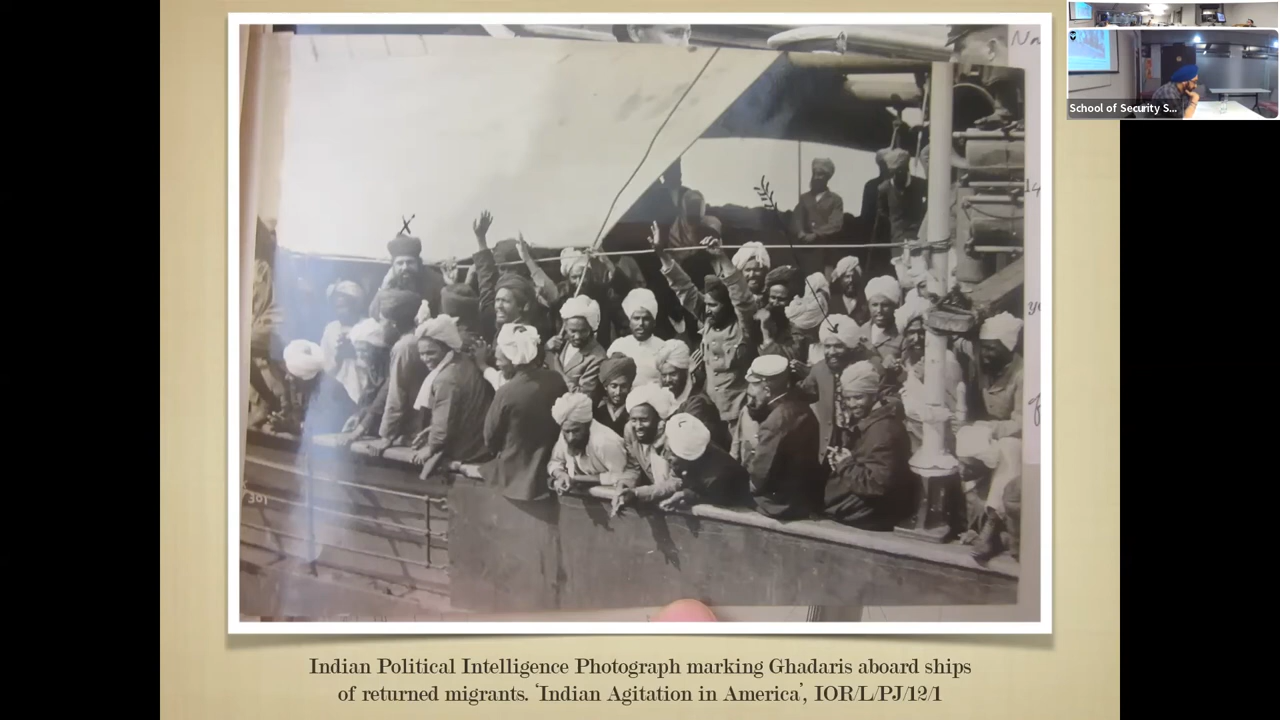 School of Security S...
No
301
Indian Political Intelligence Photograph marking Ghadaris aboard ships
of returned migrants. ‘Indian Agitation in America’, IOR/L/PJ/12/1